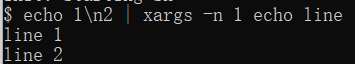 $ echo 1\n2 | xargs -n 1 echo line
line 1
line 2